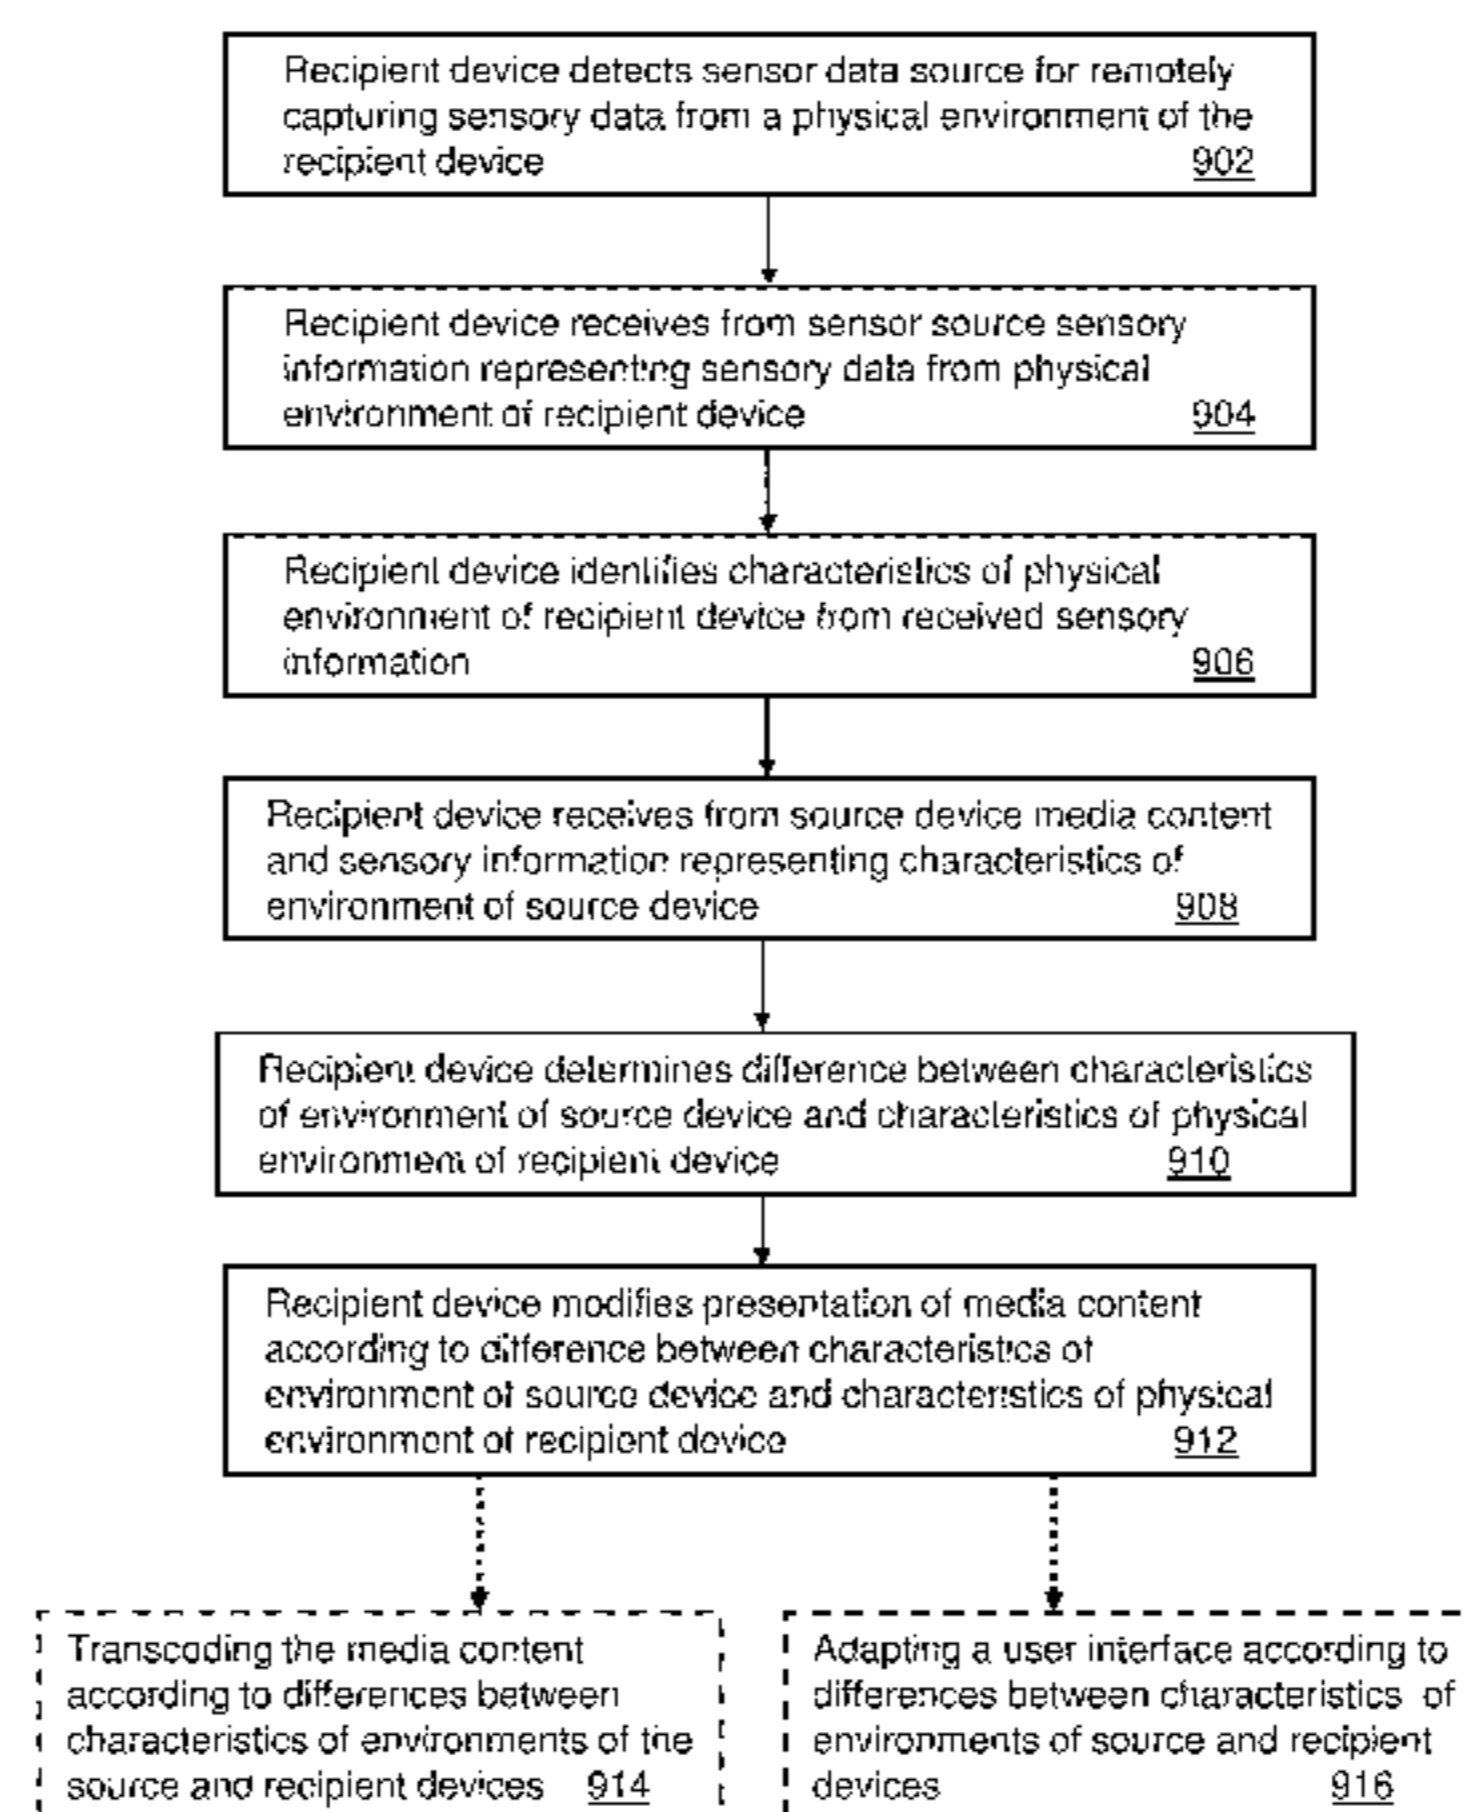 Recipient device detects sensor data source for remotely
capturing sensory data from a physical environment of the
recipient device 902
Recipient device receives from sensor source sensory
information representing sensory data from physical
environment of recipient device 904
Recipient device identifies characteristics of physical
environment of recipient device from received sensory
information 906
Recipient device receives from source device media content
and sensory information representing characteristics of
environment of source device 908
Recipient device determines difference between characteristics
of environment of source device and characteristics of physical
environment of recipient device 910
Recipient device modifies presentation of media content
according to difference between characteristics of
environment of source device and characteristics of physical
environment of recipient device 912
Transcoding the media content
according to differences between
characteristics of environments of the
source and recipient devices 914
Adapting a user interface according to
differences between characteristics of
environments of source and recipient
devices 916